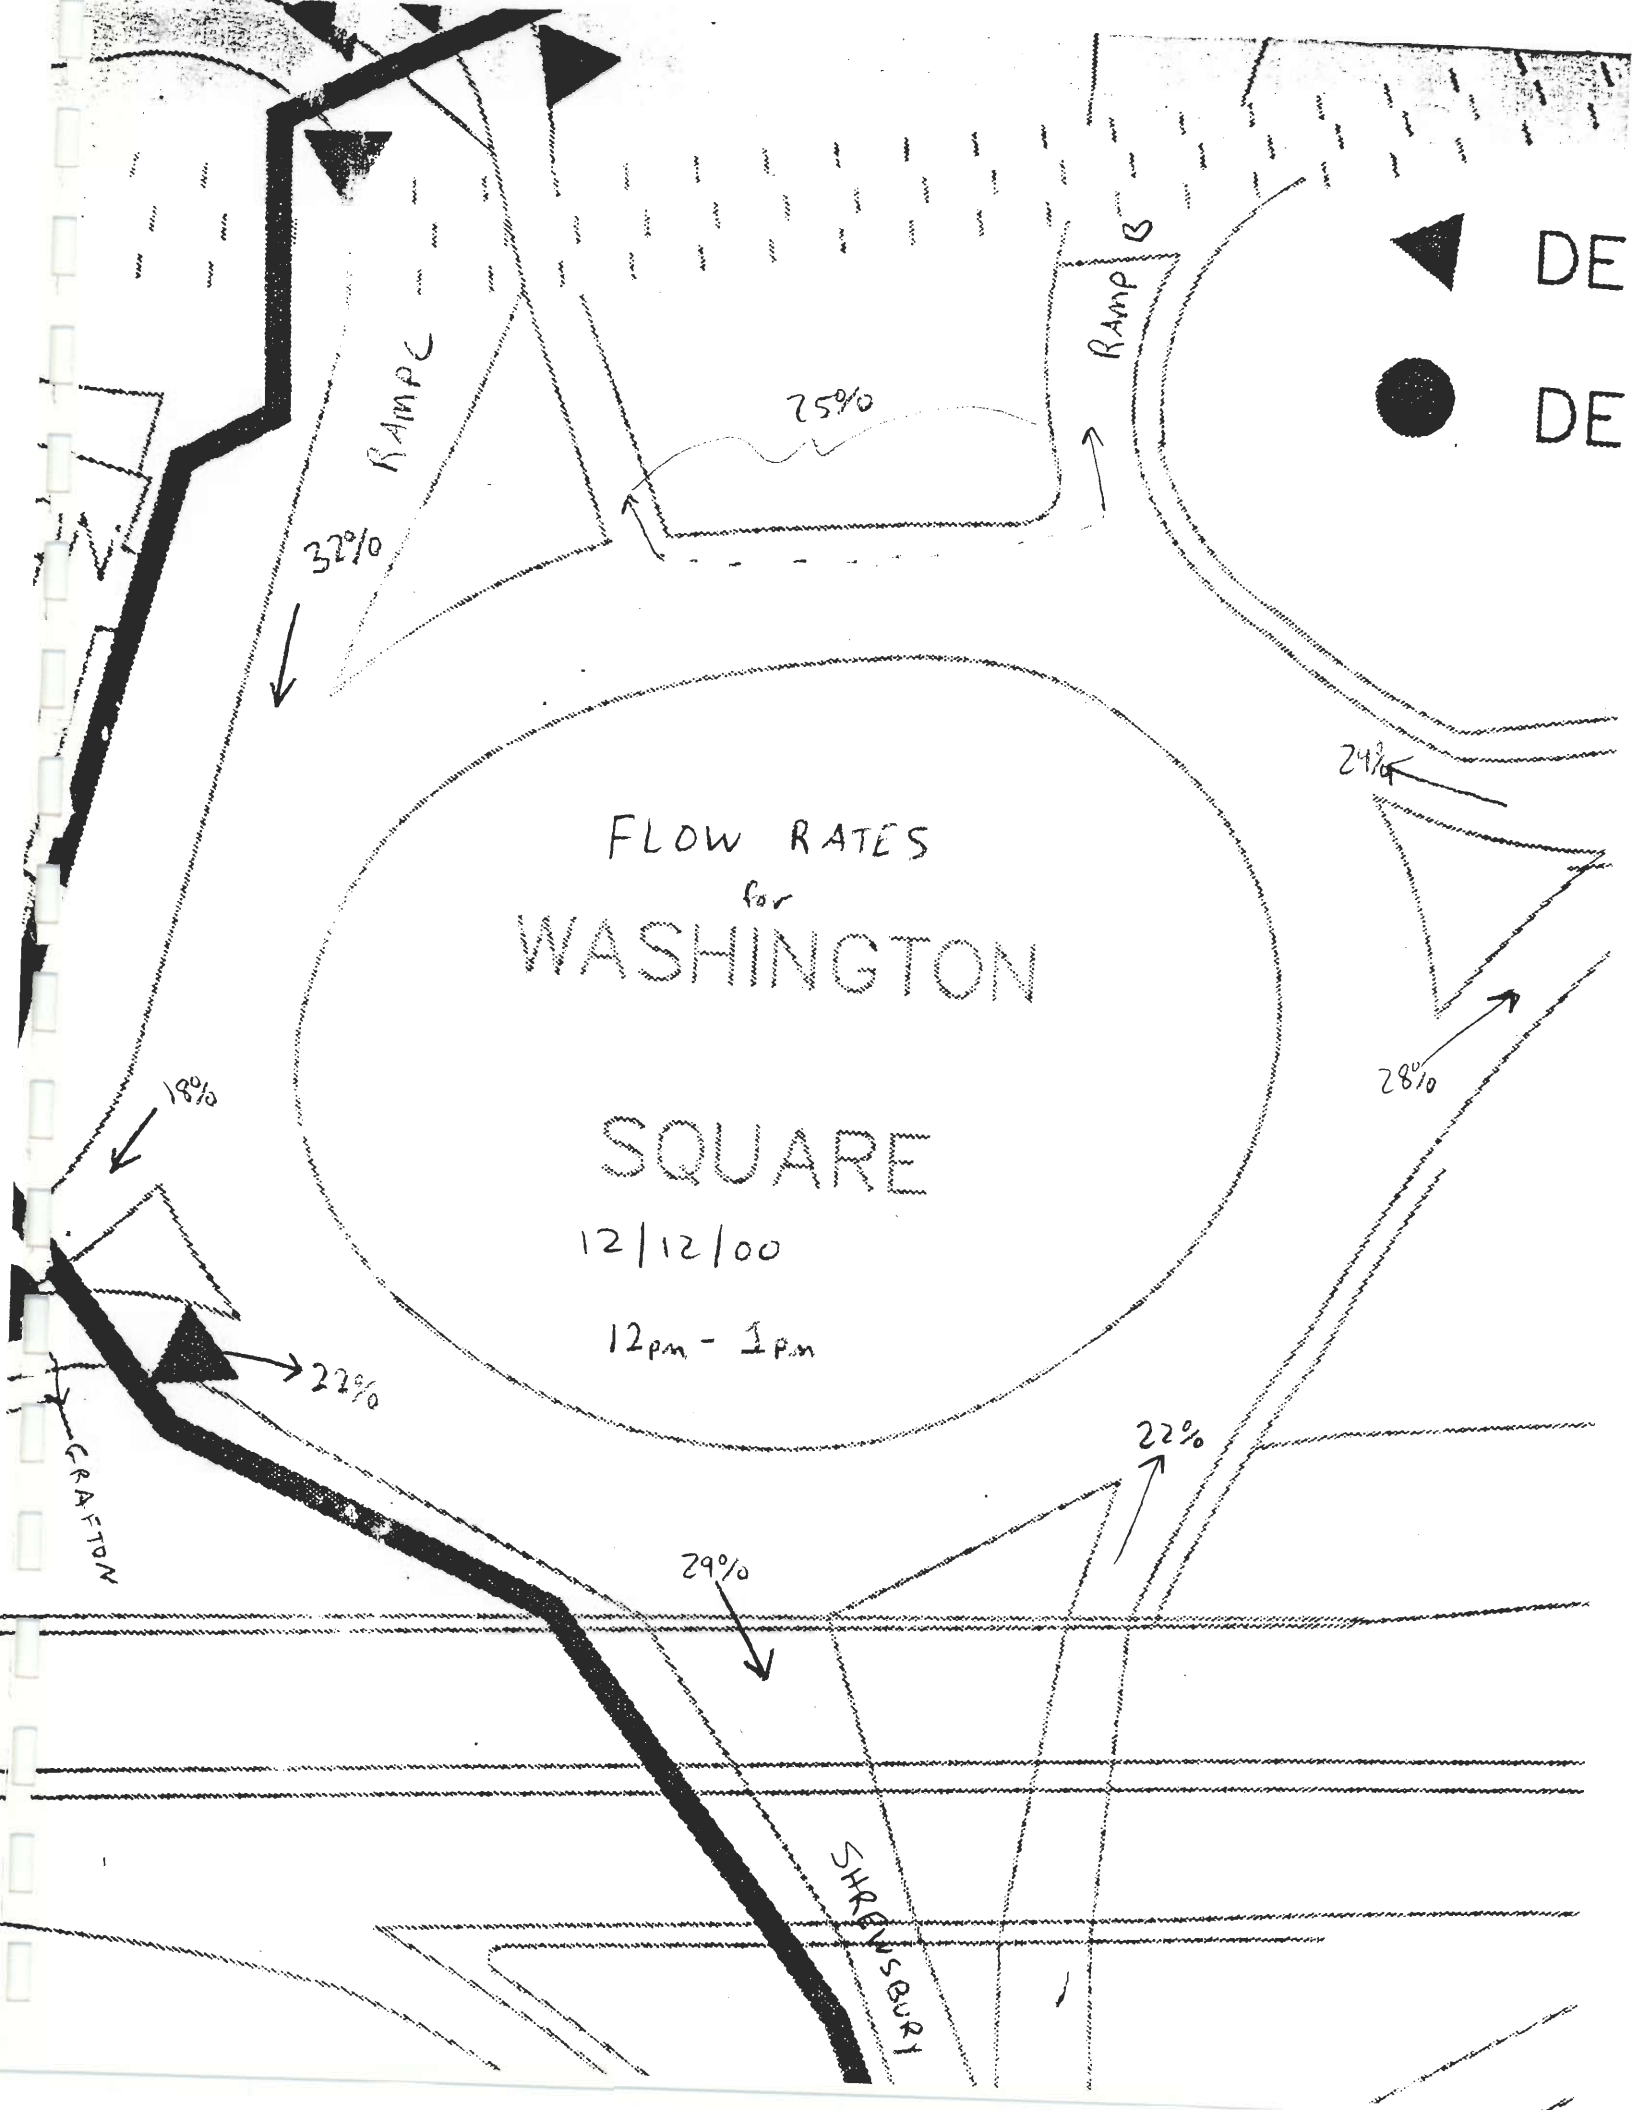 RAMP B
DE
RAMP C
25%
DE
32%
24%
FLOW RATES
for
WASHINGTON
28%
18%
SQUARE
12/12/00
12pm - 1pm
22%
22%
GRAFTON
29%
SHREWSBURY